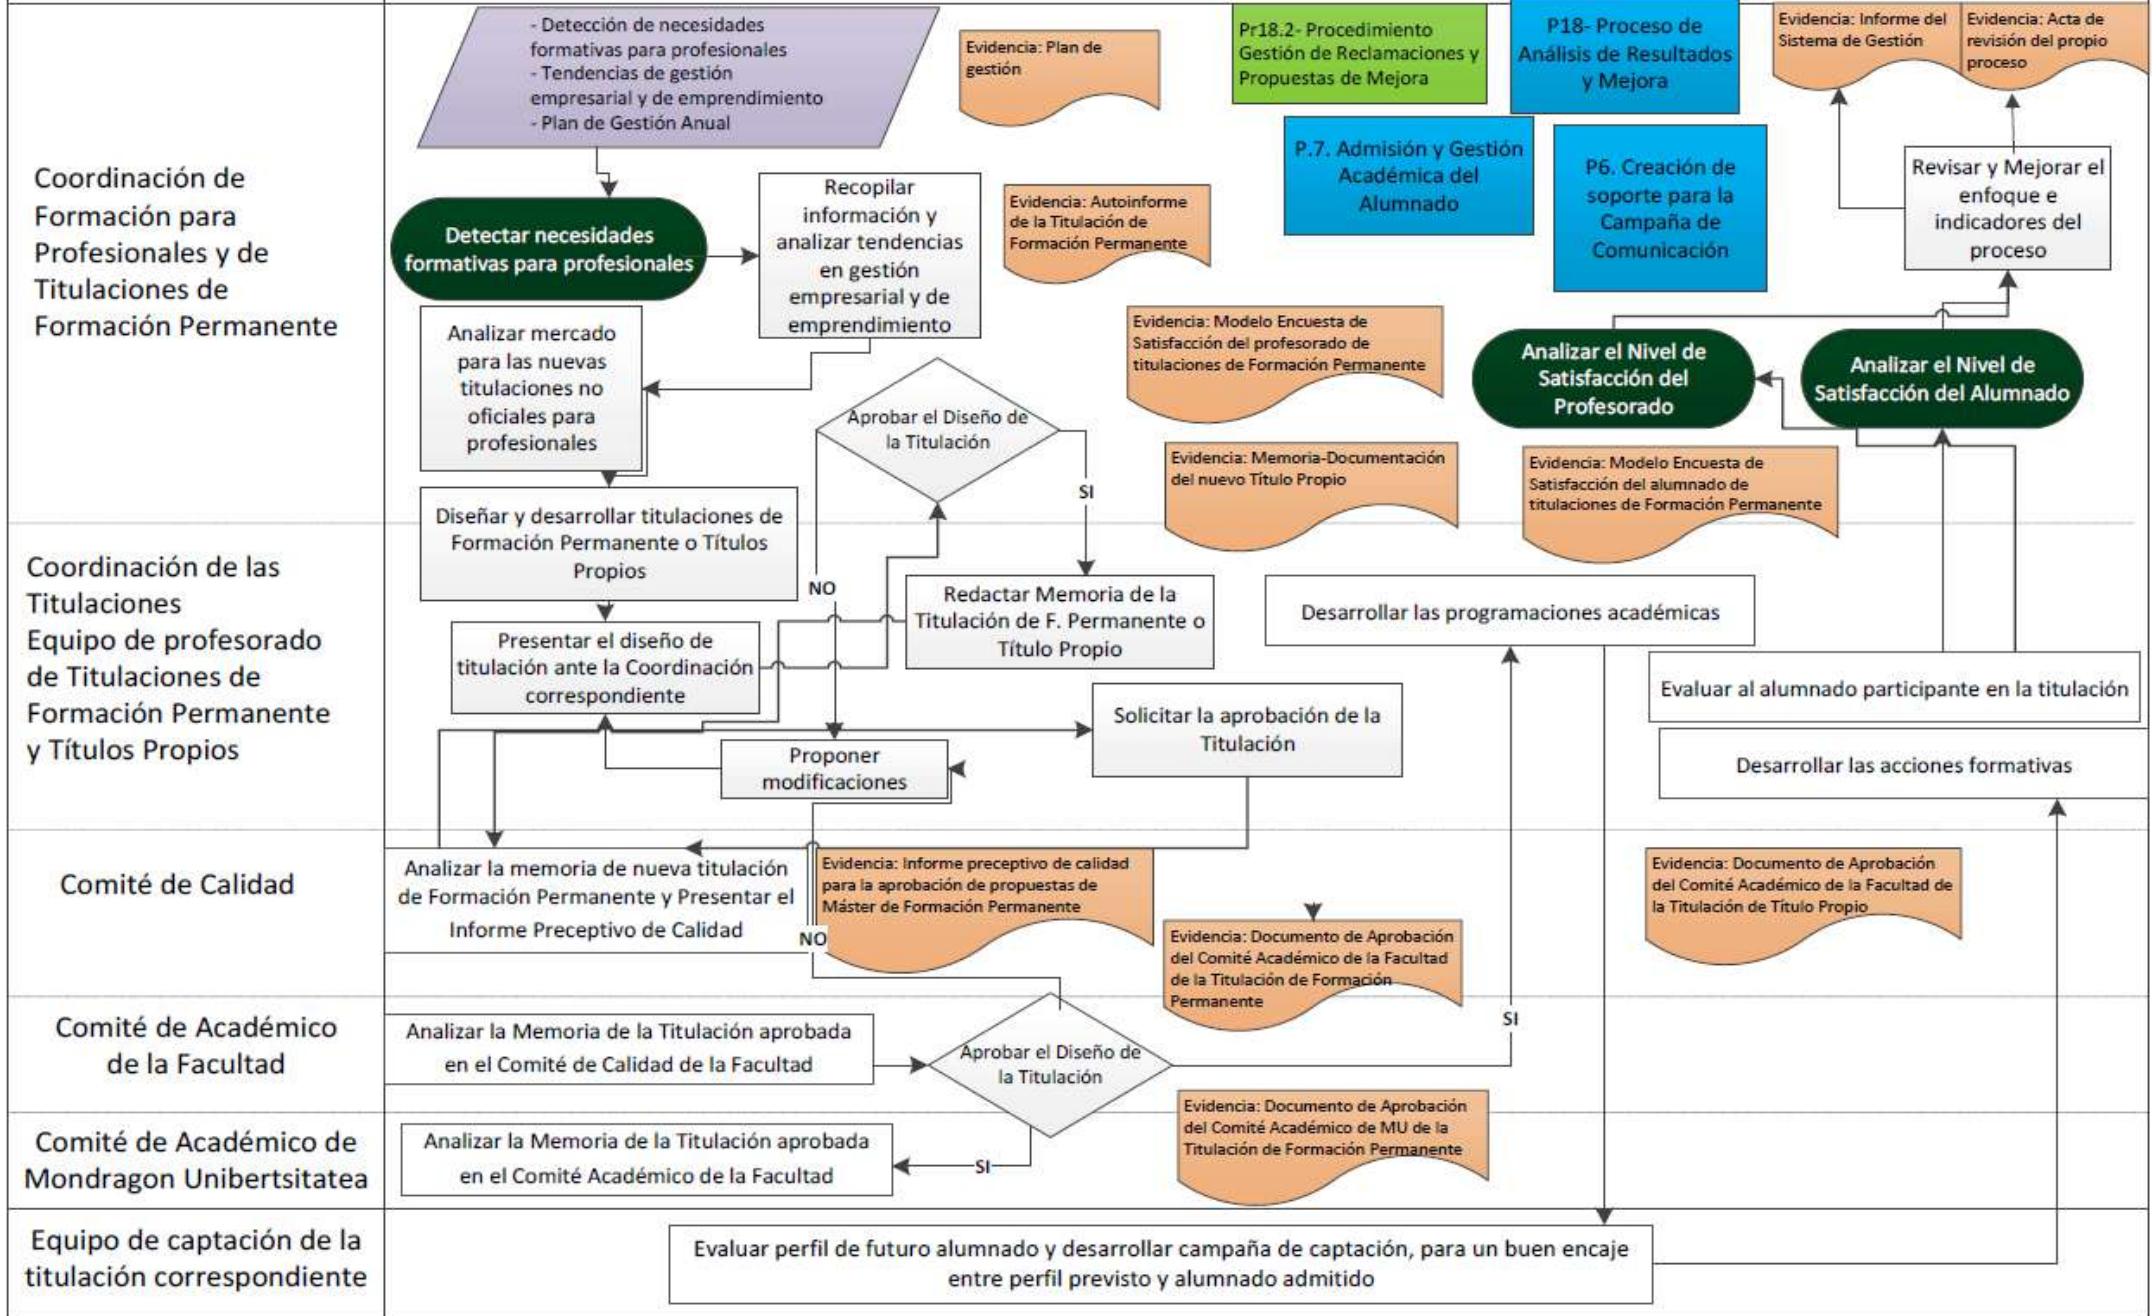 - Detección de necesidades
formativas para profesionales
- Tendencias de gestión
empresarial y de emprendimiento
- Plan de Gestión Anual
Evidencia: Plan de
gestión
Pr18.2- Procedimiento
Gestión de Reclamaciones y
Propuestas de Mejora
P18- Proceso de
Análisis de Resultados
y Mejora
Evidencia: Informe del
Sistema de Gestión
Evidencia: Acta de
revisión del propio
proceso
P.7. Admisión y Gestión
Académica del
Alumnado
P6. Creación de
soporte para la
Campaña de
Comunicación
Revisar y Mejorar el
enfoque e
indicadores del
proceso
Coordinación de
Formación para
Profesionales y de
Titulaciones de
Formación Permanente
Detectar necesidades
formativas para profesionales
Recopilar
información y
analizar tendencias
en gestión
empresarial y de
emprendimiento
Evidencia: Autoinforme
de la Titulación de
Formación Permanente
Analizar mercado
para las nuevas
titulaciones no
oficiales para
profesionales
Aprobar el Diseño de
la Titulación
Evidencia: Modelo Encuesta de
Satisfacción del profesorado de
titulaciones de Formación Permanente
Analizar el Nivel de
Satisfacción del
Profesorado
Analizar el Nivel de
Satisfacción del Alumnado
Evidencia: Memoria-Documentación
del nuevo Título Propio
Evidencia: Modelo Encuesta de
Satisfacción del alumnado de
titulaciones de Formación Permanente
SI
NO
Diseñar y desarrollar titulaciones de
Formación Permanente o Títulos
Propios
Coordinación de las
Titulaciones
Equipo de profesorado
de Titulaciones de
Formación Permanente
y Títulos Propios
Presentar el diseño de
titulación ante la Coordinación
correspondiente
Redactar Memoria de la
Titulación de F. Permanente o
Título Propio
Desarrollar las programaciones académicas
Evaluar al alumnado participante en la titulación
Solicitar la aprobación de la
Titulación
Proponer
modificaciones
Desarrollar las acciones formativas
Comité de Calidad
Analizar la memoria de nueva titulación
de Formación Permanente y Presentar el
Informe Preceptivo de Calidad
NO
Evidencia: Informe preceptivo de calidad
para la aprobación de propuestas de
Máster de Formación Permanente
Evidencia: Documento de Aprobación
del Comité Académico de la Facultad
de la Titulación de Formación
Permanente
Evidencia: Documento de Aprobación
del Comité Académico de la Facultad de
la Titulación de Título Propio
Comité de Académico
de la Facultad
Analizar la Memoria de la Titulación aprobada
en el Comité de Calidad de la Facultad
Aprobar el Diseño de
la Titulación
SI
Comité de Académico de
Mondragon Unibertsitatea
Analizar la Memoria de la Titulación aprobada
en el Comité Académico de la Facultad
SI
Evidencia: Documento de Aprobación
del Comité Académico de MU de la
Titulación de Formación Permanente
Equipo de captación de la
titulación correspondiente
Evaluar perfil de futuro alumnado y desarrollar campaña de captación, para un buen encaje
entre perfil previsto y alumnado admitido